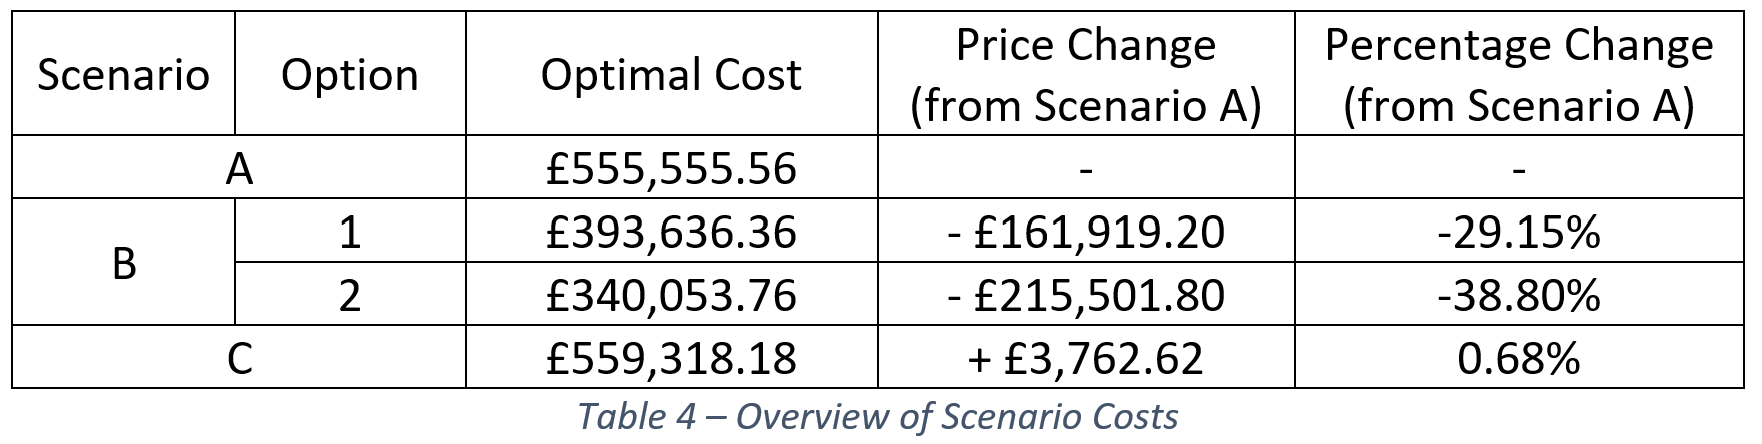 Scenario Option Optimal Cost Price Change (from Scenario A) Percentage Change (from Scenario A)
A £555,555.56 - -
B 1 £393,636.36 - £161,919.20 -29.15%
2 £340,053.76 - £215,501.80 -38.80%
C £559,318.18 + £3,762.62 0.68%
Table 4 – Overview of Scenario Costs